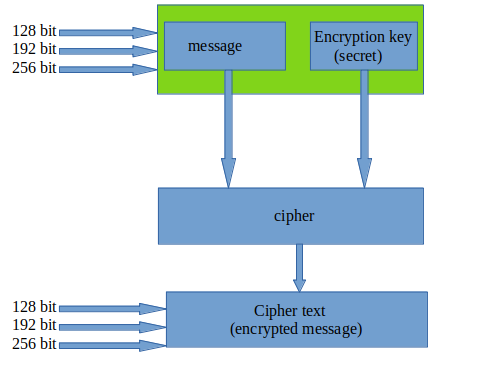 128 bit
192 bit
256 bit
message
Encryption key
(secret)
cipher
128 bit
192 bit
256 bit
Cipher text
(encrypted message)